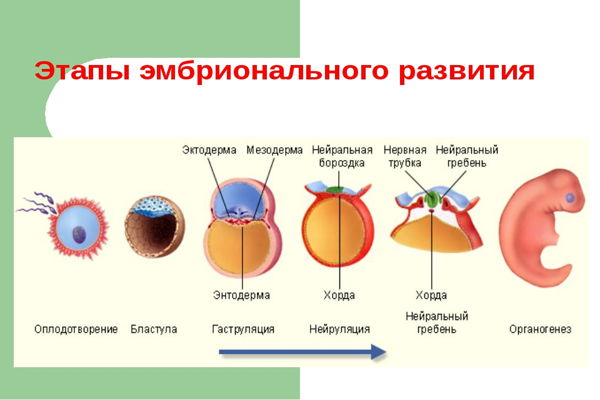 Этапы эмбрионального развития
Эктодерма Мезодерма Нейральная бороздка Нервная трубка Нейральный гребень
Энтодерма Хорда Хорда
Оплодотворение Бластула Гаструляция Нейруляция Нейральный гребень Органогенез